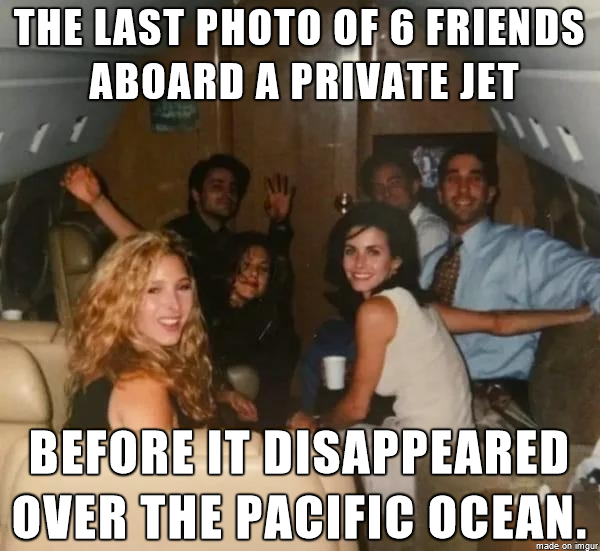 THE LAST PHOTO OF 6 FRIENDS
ABOARD A PRIVATE JET
BEFORE IT DISAPPEARED
OVER THE PACIFIC OCEAN.
made on imgur